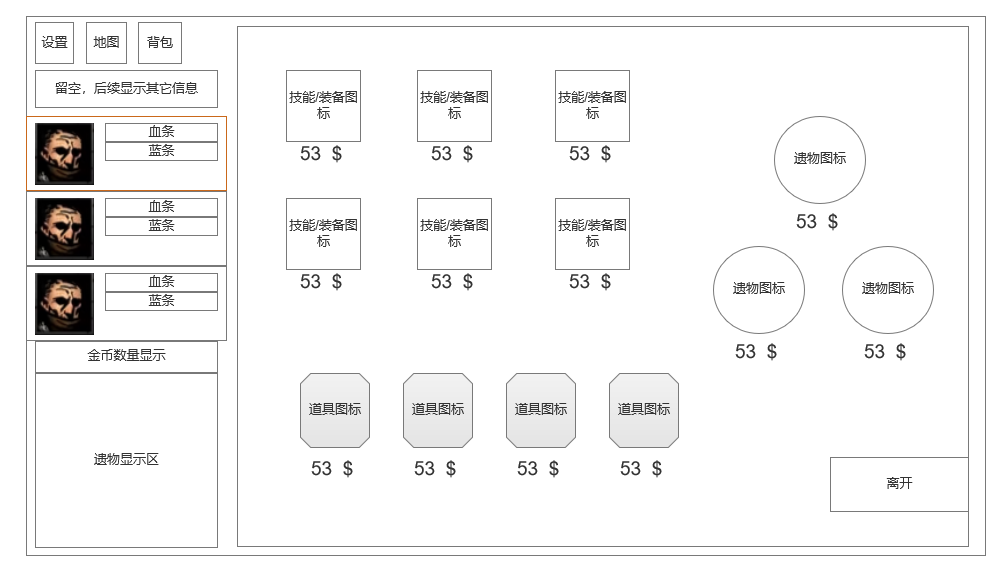 设置 地图 背包
留空，后续显示其它信息
血条
蓝条
血条
蓝条
血条
蓝条
金币数量显示
遗物显示区
技能/装备图
标
53 $
技能/装备图
标
53 $
技能/装备图
标
53 $
技能/装备图
标
53 $
技能/装备图
标
53 $
技能/装备图
标
53 $
遗物图标
53 $
遗物图标
53 $
遗物图标
53 $
道具图标
53 $
道具图标
53 $
道具图标
53 $
道具图标
53 $
离开